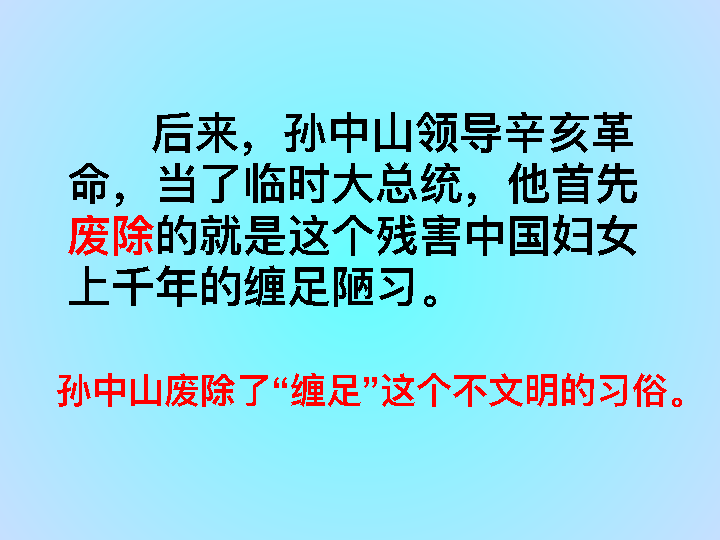 后来，孙中山领导辛亥革
命，当了临时大总统，他首先
废除的就是这个残害中国妇女
上千年的缠足陋习。
孙中山废除了“缠足”这个不文明的习俗。